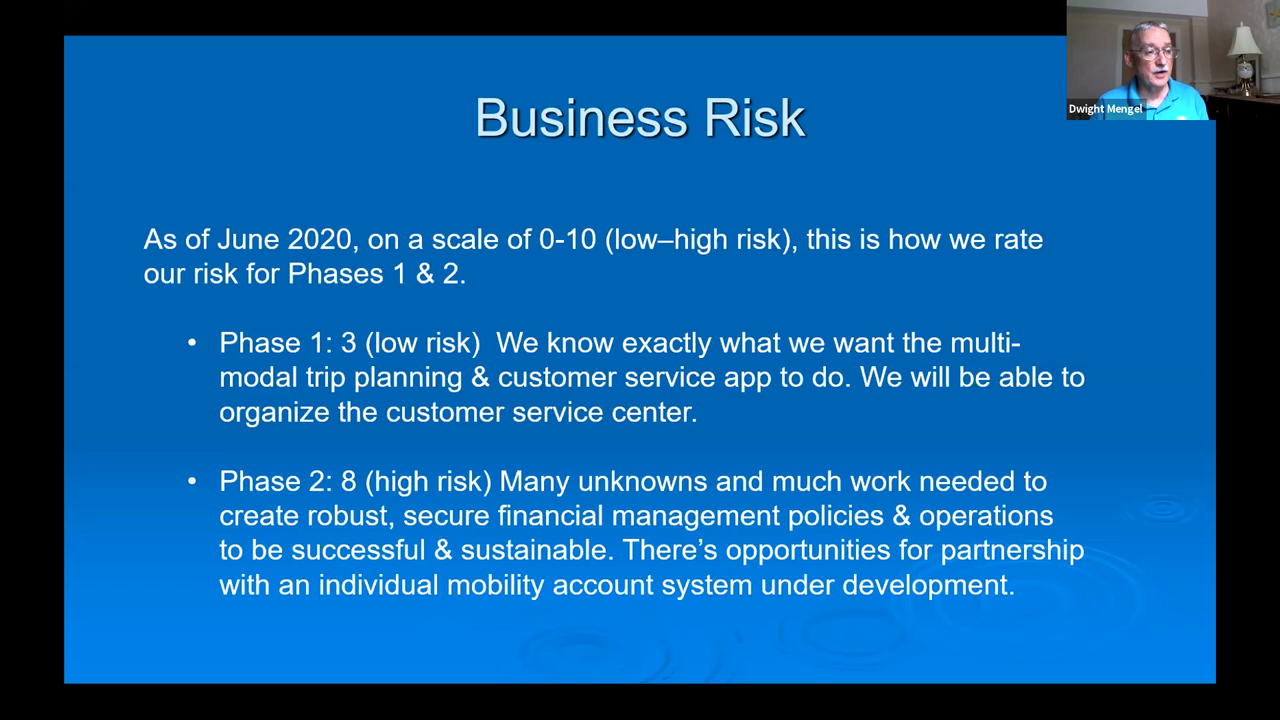 Business Risk
Dwight Mengel
As of June 2020, on a scale of 0-10 (low–high risk), this is how we rate
our risk for Phases 1 & 2.
• Phase 1: 3 (low risk)  We know exactly what we want the multi-
modal trip planning & customer service app to do. We will be able to
organize the customer service center.
• Phase 2: 8 (high risk) Many unknowns and much work needed to
create robust, secure financial management policies & operations
to be successful & sustainable. There’s opportunities for partnership
with an individual mobility account system under development.